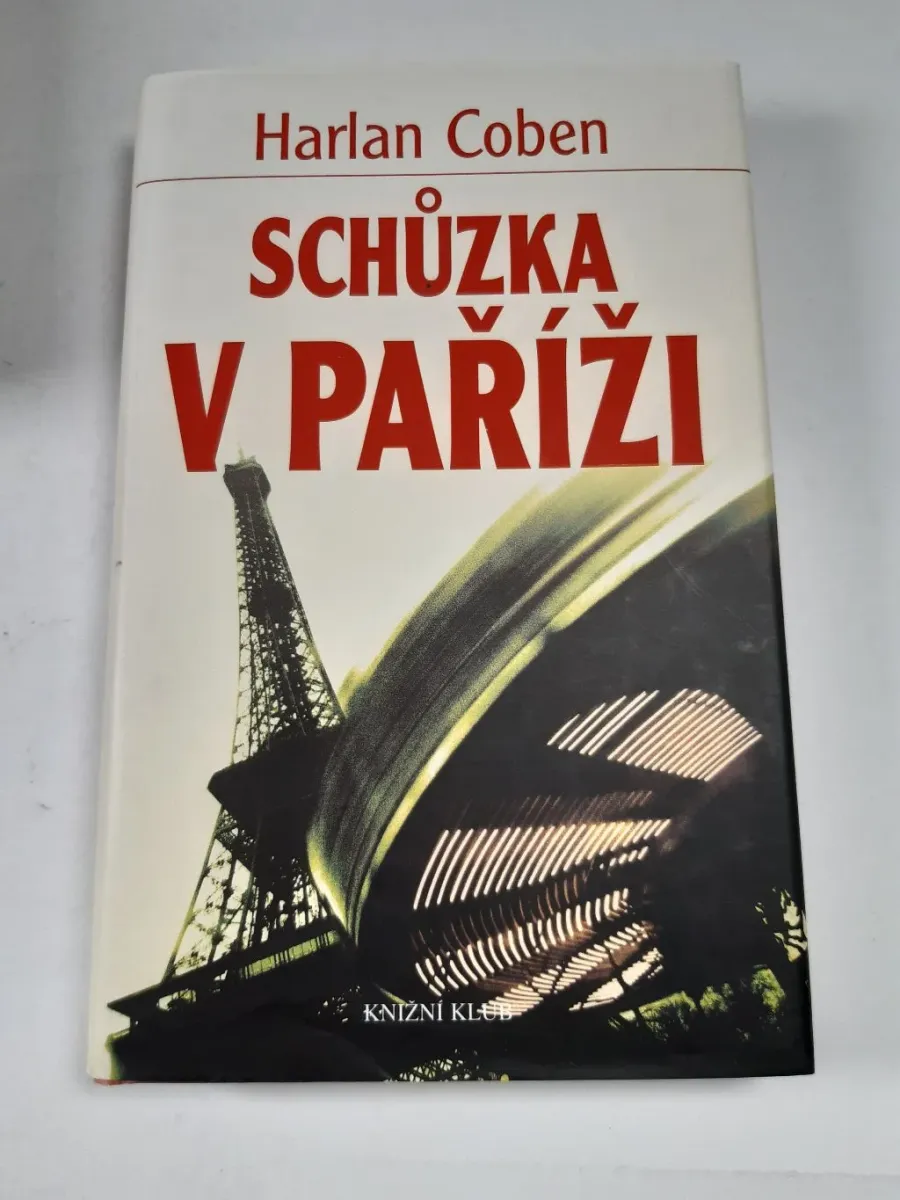 Harlan Coben
SCHŮZKA
V PAŘÍŽI
KNIŽNÍ KLUB